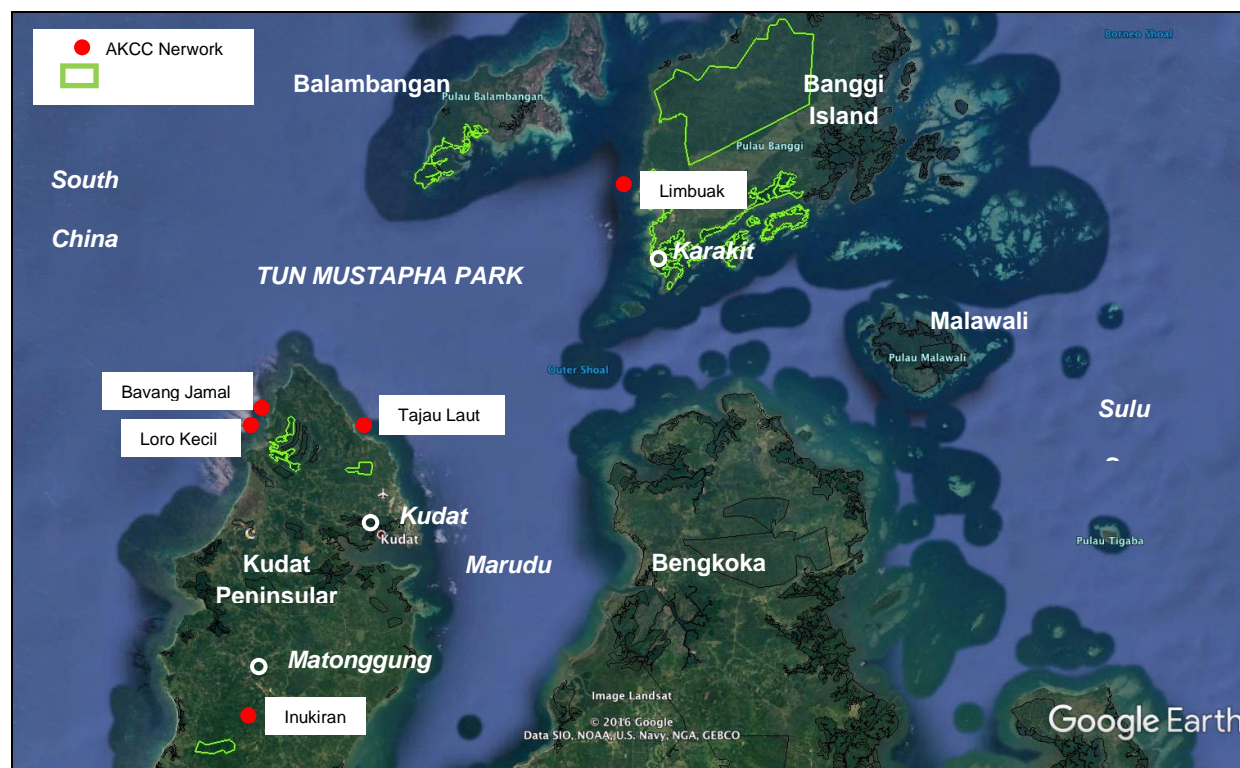 AKCC Nerwork
Borneo Shoal
Balambangan
Pulau Balambangan
Banggi
Island
Pulau Banggi
South
China
Limbuak
Karakit
TUN MUSTAPHA PARK
Malawali
Pulau Malawali
Outer Shoal
Bavang Jamal
Loro Kecil
Tajau Laut
Sulu
Kudat
Kudat
Pulau Tigaba
Kudat
Peninsular
Marudu
Bengkoka
Matonggung
Inukiran
Image Landsat
© 2016 Google
Data SIO, NOAA, U.S. Navy, NGA, GEBCO
Google Earth